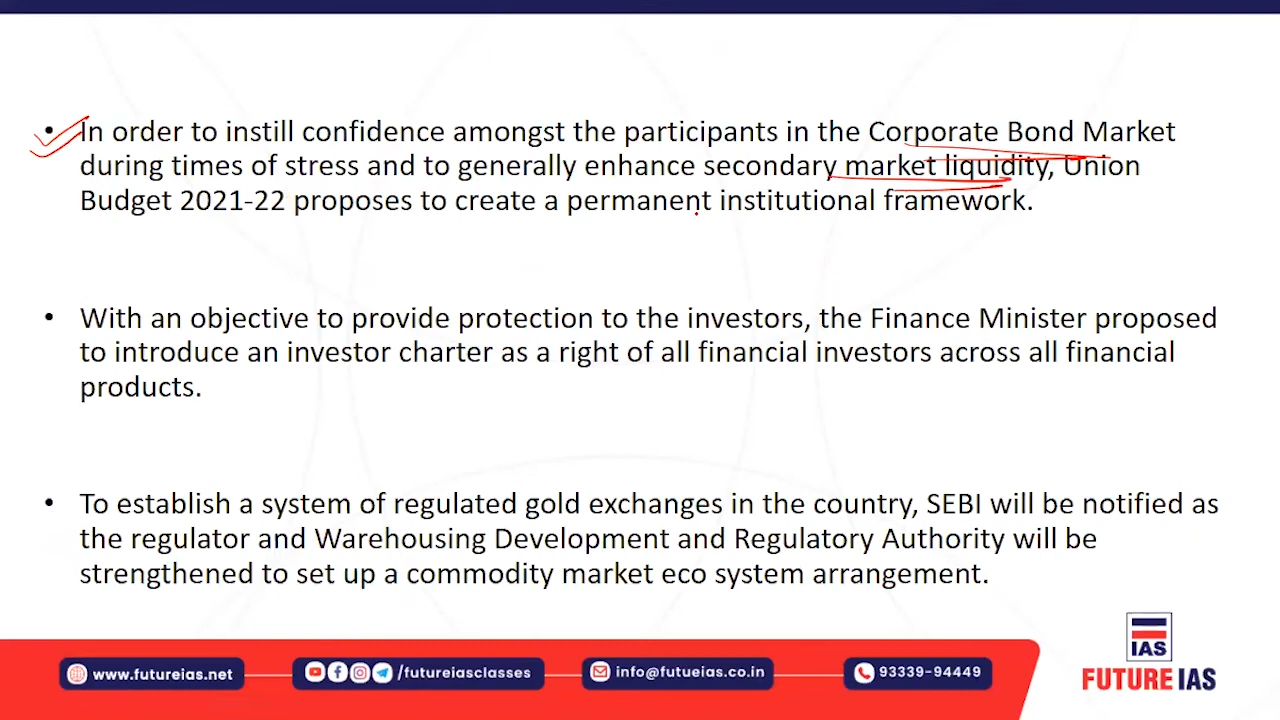 • In order to instill confidence amongst the participants in the Corporate Bond Market
during times of stress and to generally enhance secondary market liquidity, Union
Budget 2021-22 proposes to create a permanent institutional framework.
• With an objective to provide protection to the investors, the Finance Minister proposed
to introduce an investor charter as a right of all financial investors across all financial
products.
• To establish a system of regulated gold exchanges in the country, SEBI will be notified as
the regulator and Warehousing Development and Regulatory Authority will be
strengthened to set up a commodity market eco system arrangement.
www.futureias.net
/futureiasclasses
info@futueias.co.in
93339-94449
IAS
FUTURE IAS